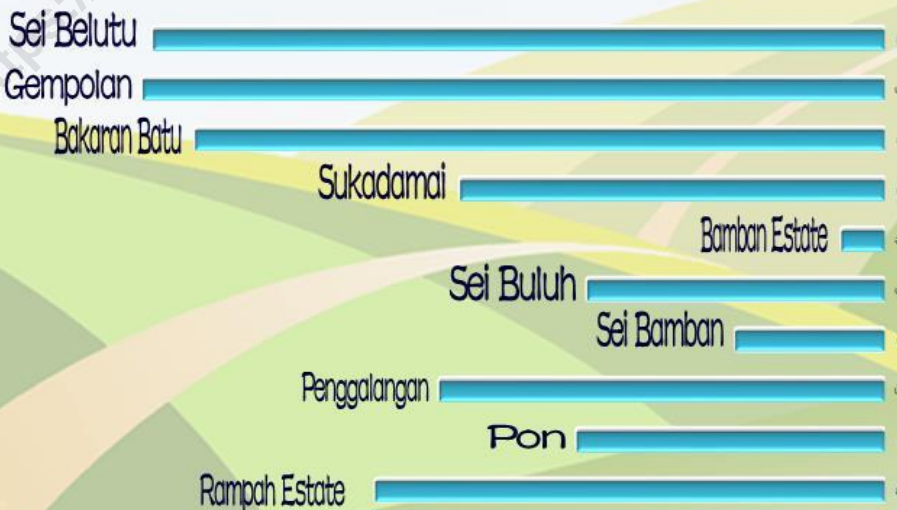 Sei Belutu
Gempolan
Bakaran Batu
Sukadamai
Bamban Estate
Sei Buluh
Sei Bamban
Penggalangan
Pon
Rampah Estate